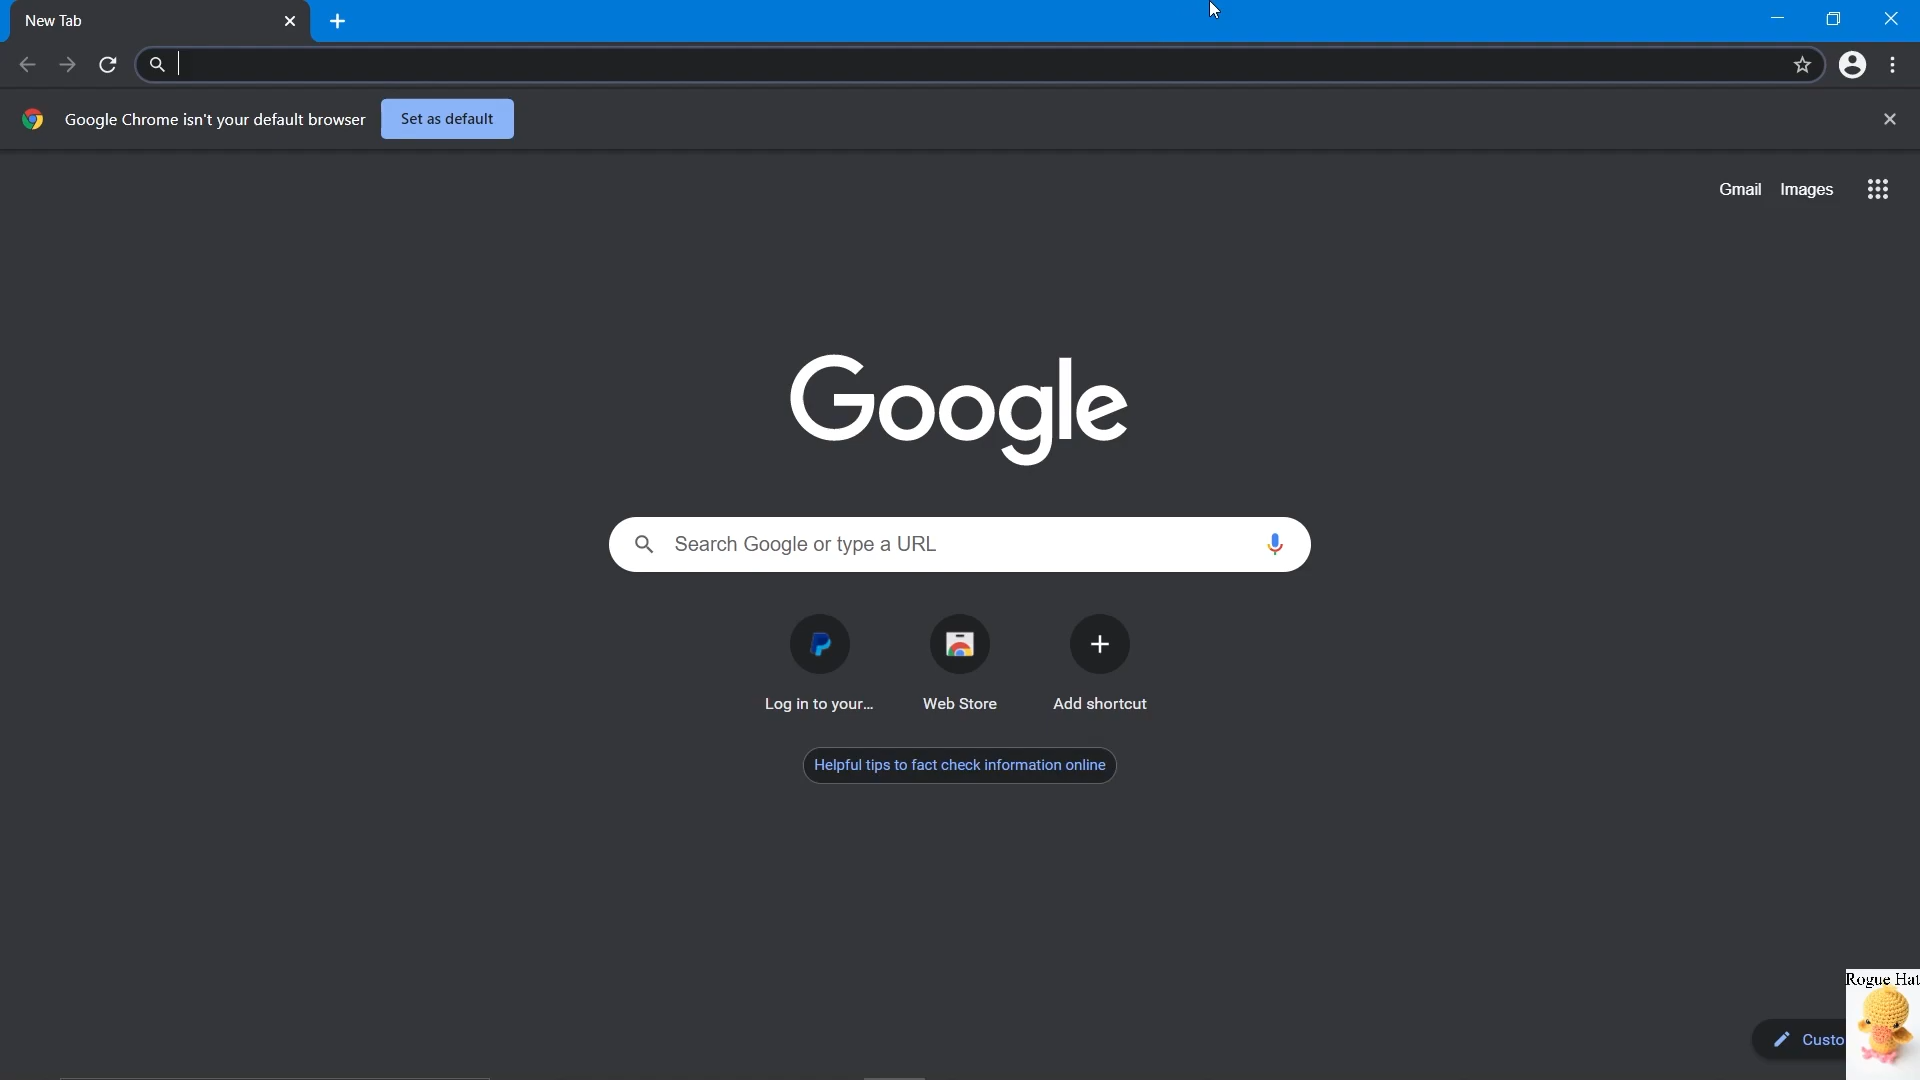 New Tab
Google Chrome isn't your default browser
Set as default
Gmail Images
Google
Search Google or type a URL
Log in to your...
Web Store
Add shortcut
Helpful tips to fact check information online
Rogue Hat
Custo